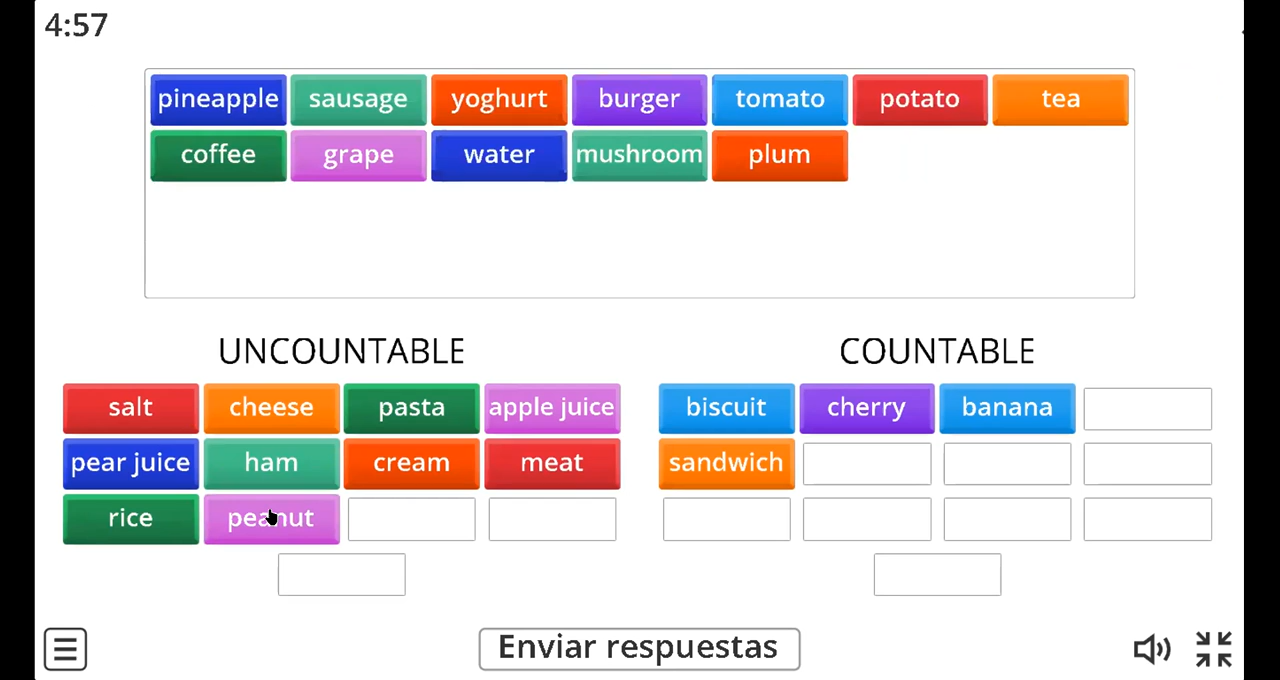 4:57
pineapple sausage yoghurt burger tomato potato tea
coffee grape water mushroom plum
UNCOUNTABLE COUNTABLE
salt cheese pasta apple juice biscuit cherry banana
pear juice ham cream meat sandwich
rice peanut
Enviar respuestas